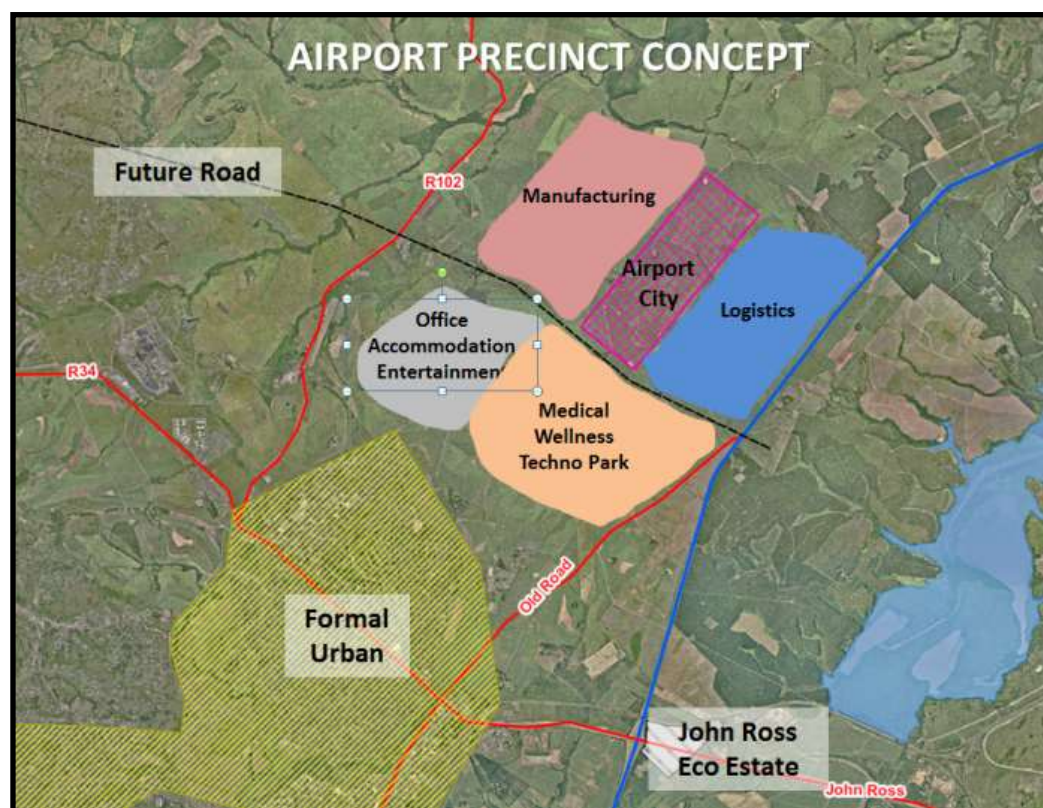 AIRPORT PRECINCT CONCEPT
Future Road
R102
Manufacturing
Airport
City
Logistics
Office
Accommodation
Entertainment
R34
Medical
Wellness
Techno Park
Old Road
Formal
Urban
John Ross
Eco Estate
John Ross